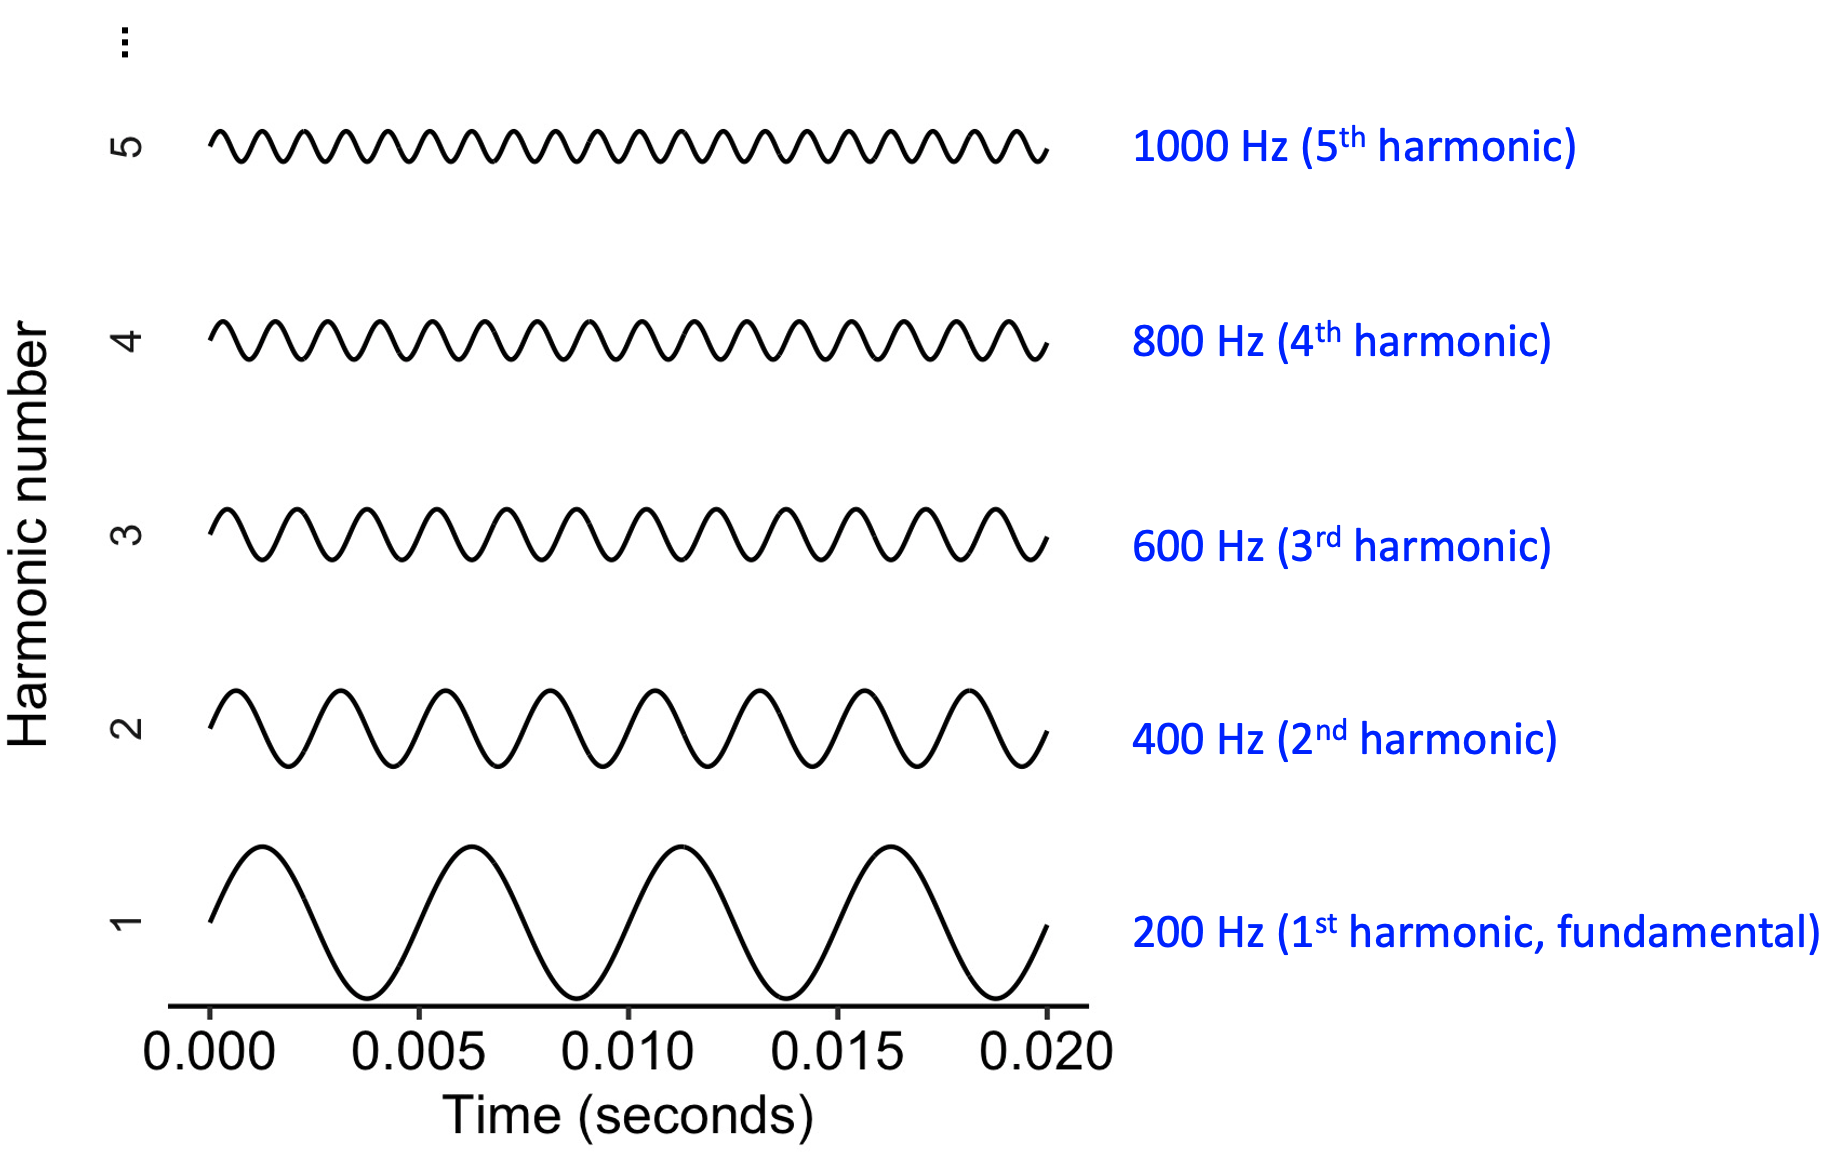 ...
5
1000 Hz (5th harmonic)
4
800 Hz (4th harmonic)
3
600 Hz (3rd harmonic)
2
400 Hz (2nd harmonic)
1
200 Hz (1st harmonic, fundamental)
Harmonic number
0.000 0.005 0.010 0.015 0.020
Time (seconds)